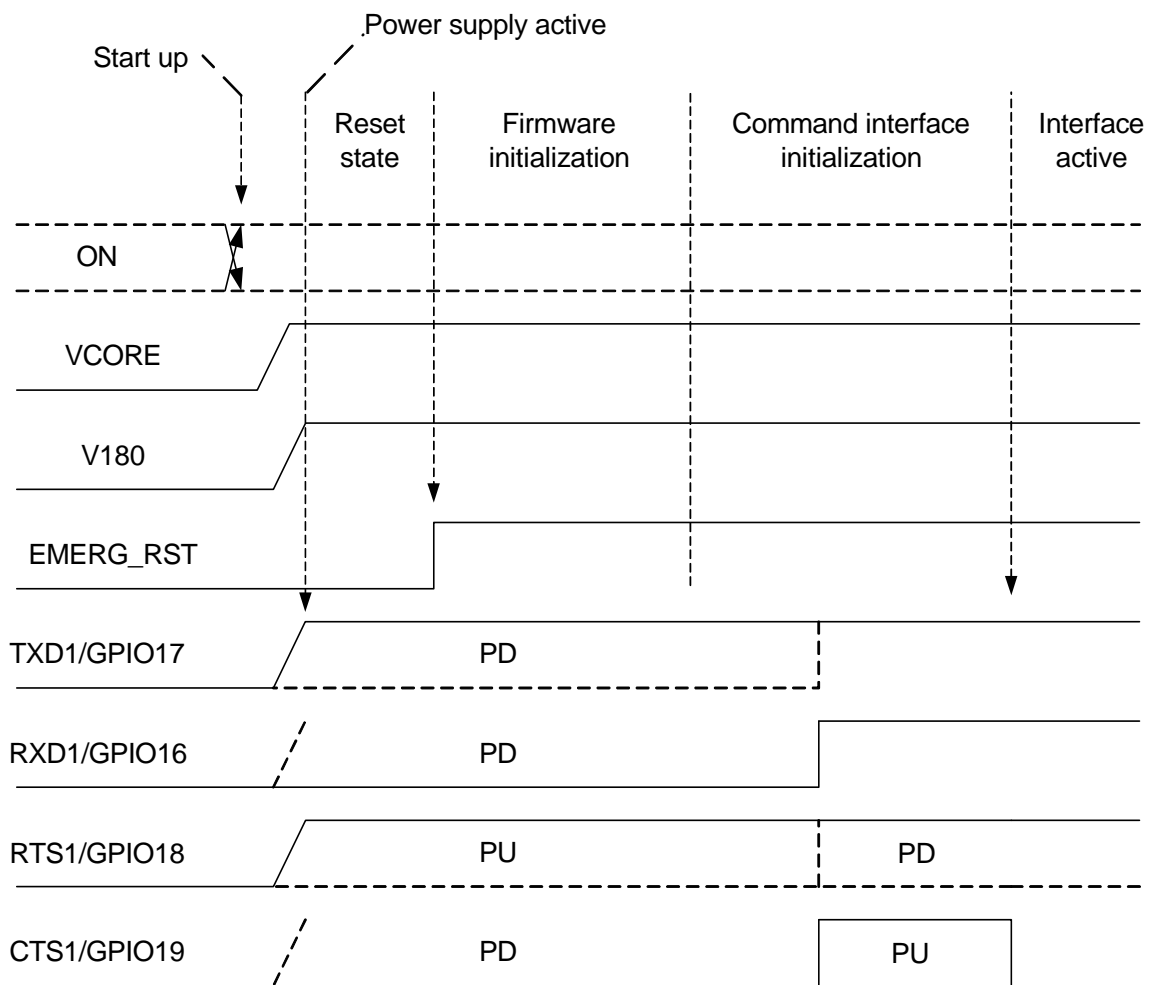 Power supply active
Start up
Reset state
Firmware initialization
Command interface initialization
Interface active
ON
VCORE
V180
EMERG_RST
TXD1/GPIO17 PD
RXD1/GPIO16 PD
RTS1/GPIO18 PU PD
CTS1/GPIO19 PD PU